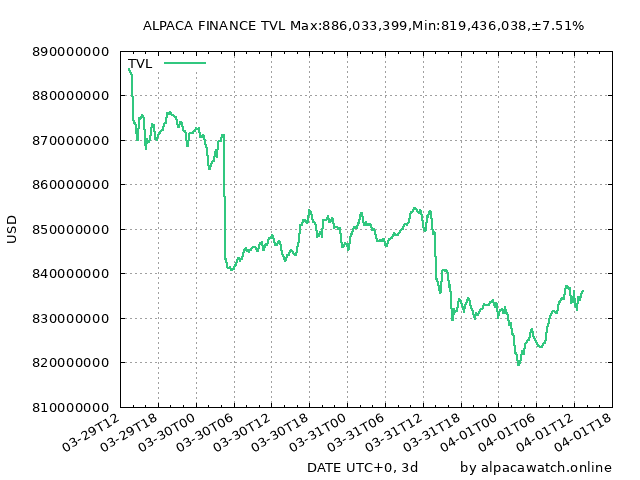 ALPACA FINANCE TVL Max:886,033,399,Min:819,436,038,±7.51%
890000000
TVL
880000000
870000000
860000000
850000000
USD
840000000
830000000
820000000
810000000
03-29T12 03-29T18 03-30T00 03-30T06 03-30T12 03-30T18 03-31T00 03-31T06 03-31T12 03-31T18 04-01T00 04-01T06 04-01T12 04-01T18
DATE UTC+0, 3d by alpacawatch.online